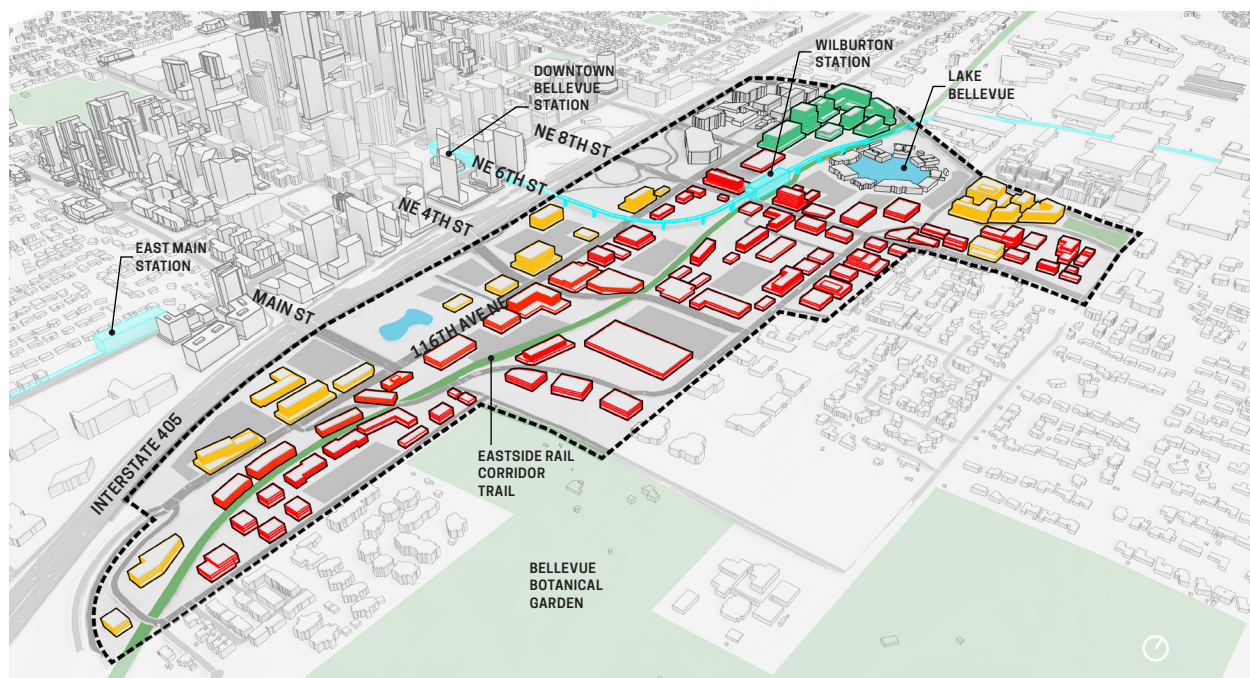 WILBURTON
STATION
DOWNTOWN
BELLEVUE
STATION
LAKE
BELLEVUE
NE 8TH ST
NE 6TH ST
NE 4TH ST
EAST MAIN
STATION
MAIN ST
116TH AVE NE
INTERSTATE 405
EASTSIDE RAIL
CORRIDOR
TRAIL
BELLEVUE
BOTANICAL
GARDEN